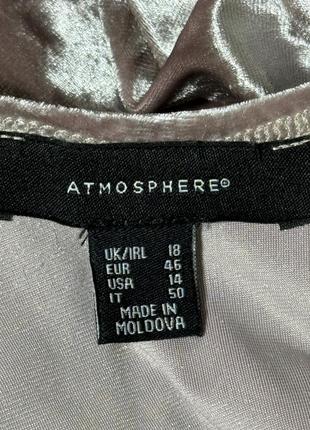 ATMOSPHERE®
UK/IRL 18
EUR 46
USA 14
IT 50
MADE IN
MOLDOVA